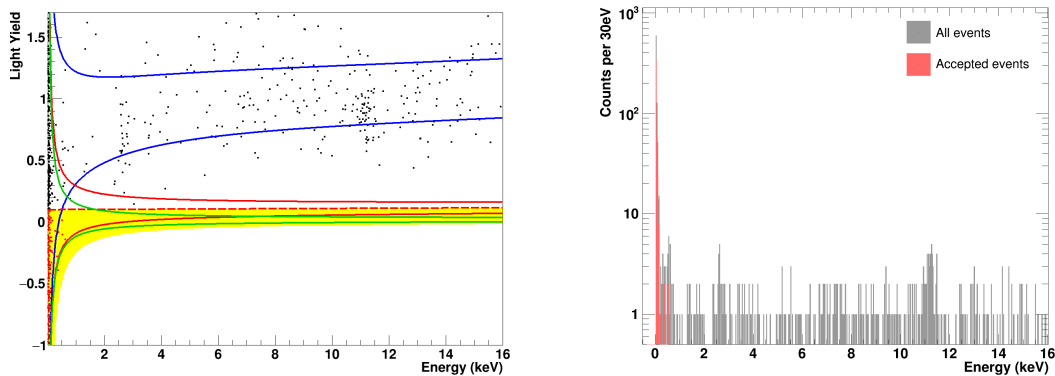 Light Yield
1.5
1
0.5
0
−0.5
−1
2 4 6 8 10 12 14 16
Energy (keV)
Counts per 30eV
10³
10²
10
1
All events
Accepted events
0 2 4 6 8 10 12 14 16
Energy (keV)